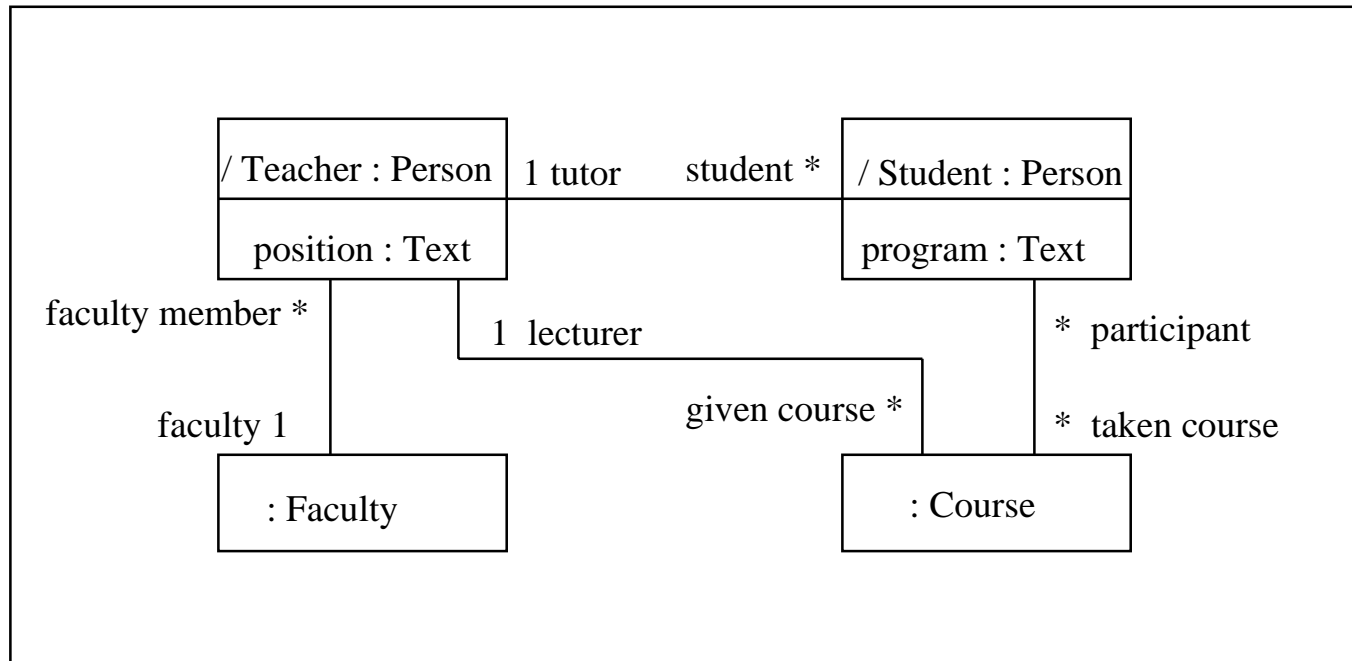 / Teacher : Person
1 tutor
student *
/ Student : Person
position : Text
program : Text
faculty member *
1 lecturer
* participant
faculty 1
given course *
* taken course
: Faculty
: Course